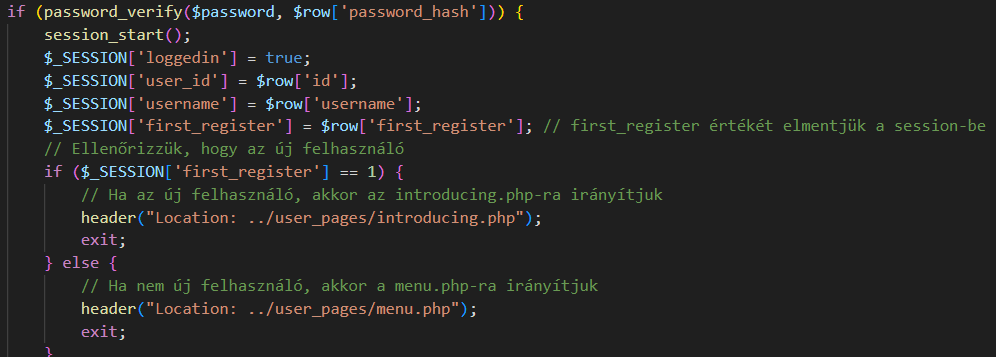 if (password_verify($password, $row['password_hash'])) {
    session_start();
    $_SESSION['loggedin'] = true;
    $_SESSION['user_id'] = $row['id'];
    $_SESSION['username'] = $row['username'];
    $_SESSION['first_register'] = $row['first_register']; // first_register értékét elmentjük a session-be
    // Ellenőrizzük, hogy az új felhasználó
    if ($_SESSION['first_register'] == 1) {
        // Ha az új felhasználó, akkor az introducing.php-ra irányítjuk
        header("Location: ../user_pages/introducing.php");
        exit;
    } else {
        // Ha nem új felhasználó, akkor a menu.php-ra irányítjuk
        header("Location: ../user_pages/menu.php");
        exit;
    }